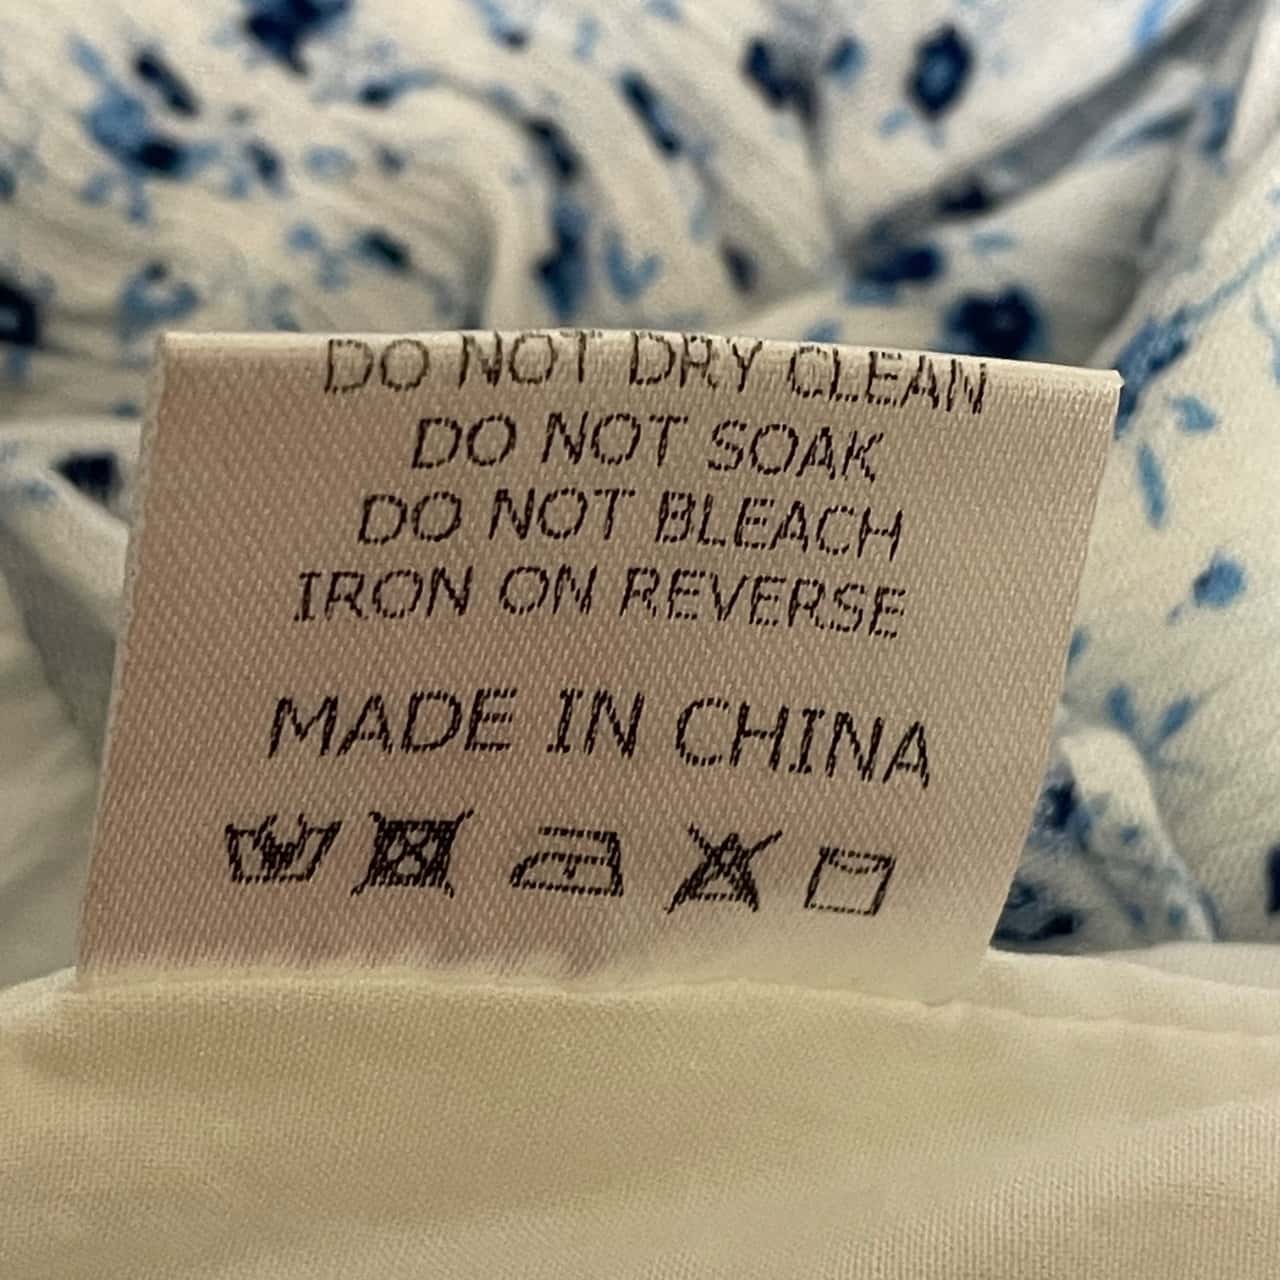 DO NOT DRY CLEAN
DO NOT SOAK
DO NOT BLEACH
IRON ON REVERSE
MADE IN CHINA